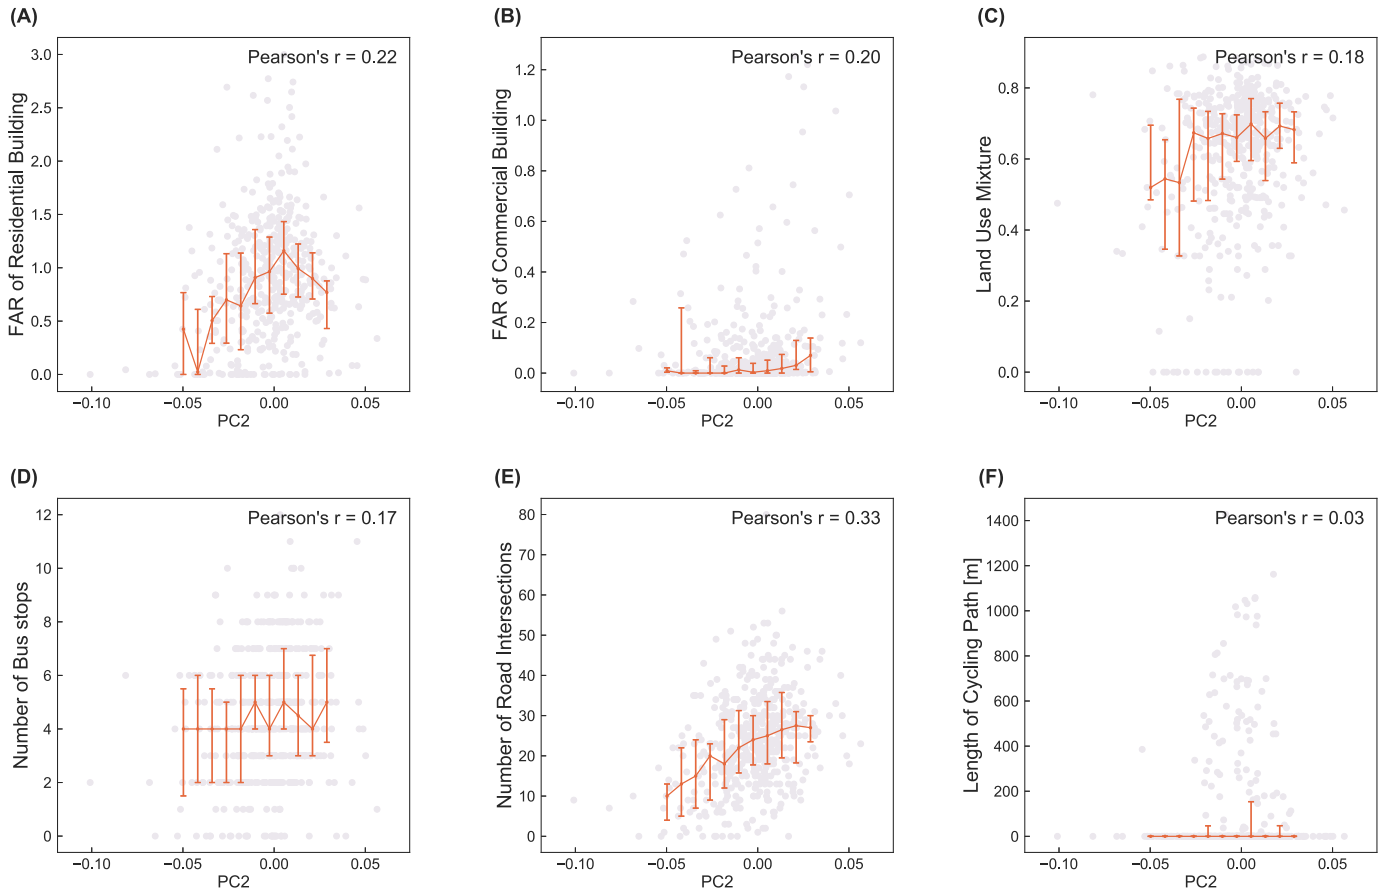 (A)
Pearson's r = 0.22
FAR of Residential Building
3.0
2.5
2.0
1.5
1.0
0.5
0.0
−0.10
−0.05
0.00
0.05
PC2
(B)
Pearson's r = 0.20
FAR of Commercial Building
1.2
1.0
0.8
0.6
0.4
0.2
0.0
−0.10
−0.05
0.00
0.05
PC2
(C)
Pearson's r = 0.18
Land Use Mixture
0.8
0.6
0.4
0.2
0.0
−0.10
−0.05
0.00
0.05
PC2
(D)
Pearson's r = 0.17
Number of Bus stops
12
10
8
6
4
2
0
−0.10
−0.05
0.00
0.05
PC2
(E)
Pearson's r = 0.33
Number of Road Intersections
80
70
60
50
40
30
20
10
0
−0.10
−0.05
0.00
0.05
PC2
(F)
Pearson's r = 0.03
Length of Cycling Path [m]
1400
1200
1000
800
600
400
200
0
−0.10
−0.05
0.00
0.05
PC2